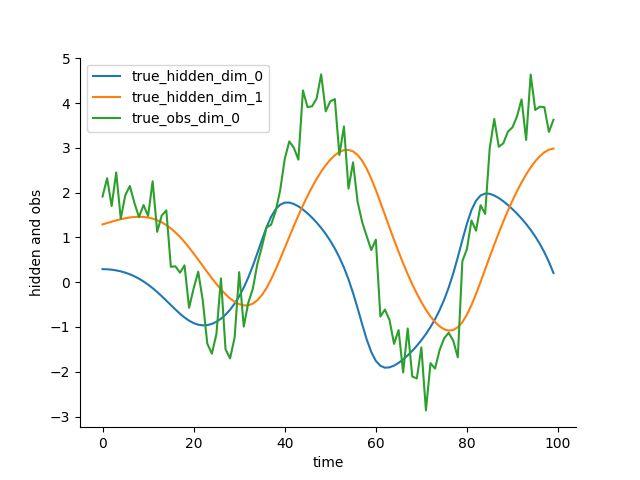 true_hidden_dim_0
true_hidden_dim_1
true_obs_dim_0
hidden and obs
5
4
3
2
1
0
−1
−2
−3
0 20 40 60 80 100
time